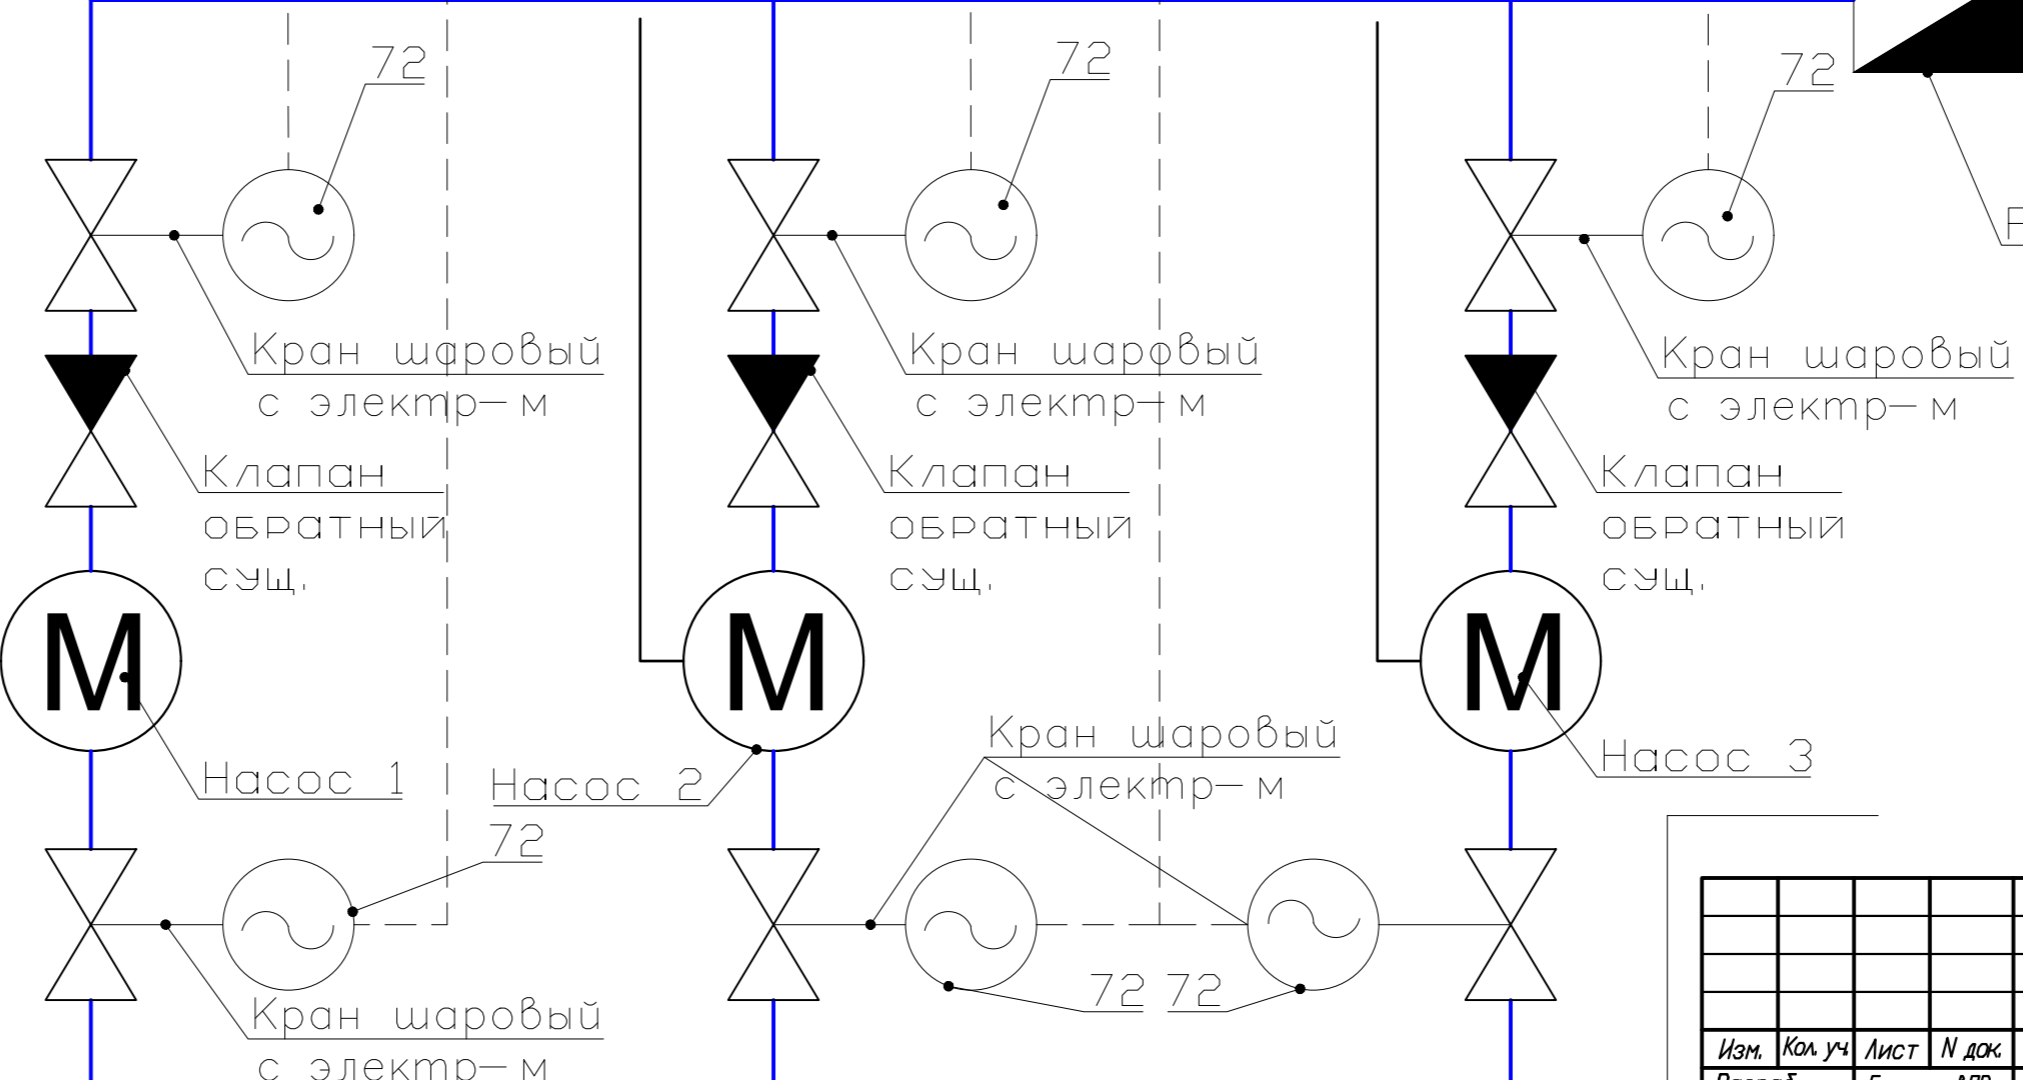 72
72
72
Кран шаровый
с электр-м
Кран шаровый
с электр-м
Кран шаровый
с электр-м
Клапан
обратный
сущ.
Клапан
обратный
сущ.
Клапан
обратный
сущ.
М
М
М
Насос 1
Насос 2
Кран шаровый
с электр-м
Насос 3
72
72 72
Кран шаровый
с электр-м
Изм. Кол. уч Лист N док.